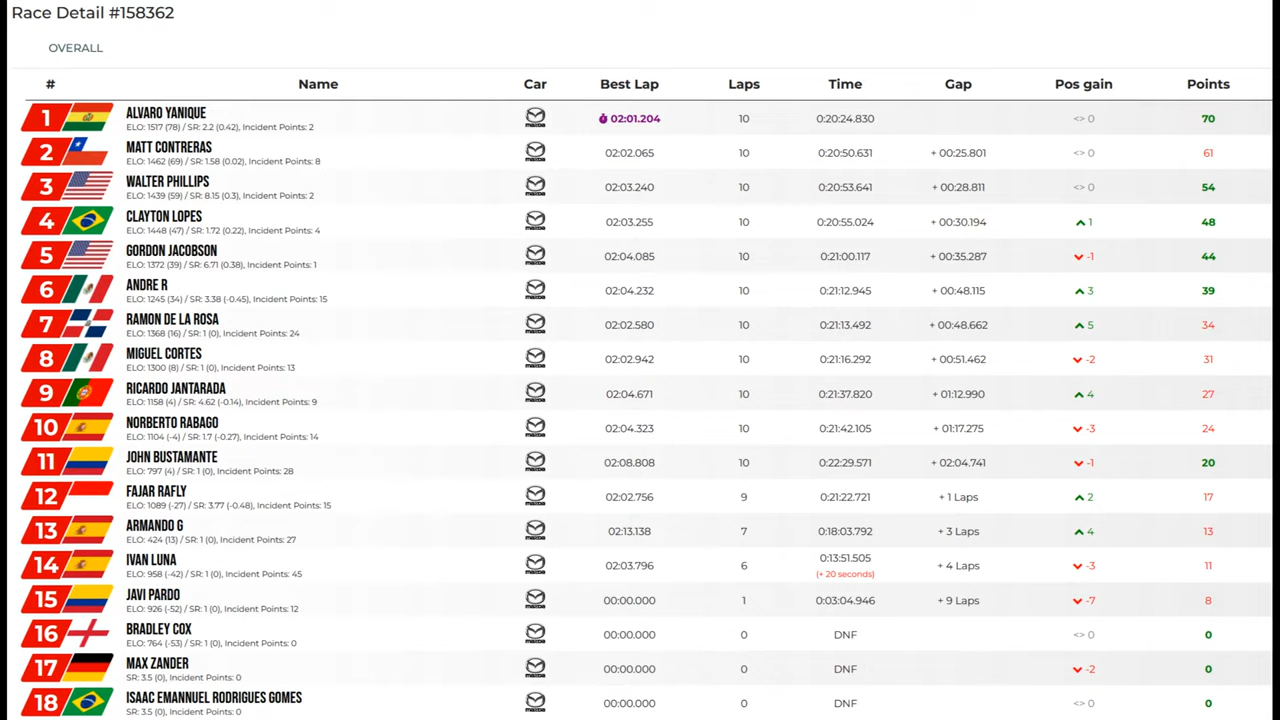 Race Detail #158362
OVERALL
# Name Car Best Lap Laps Time Gap Pos gain Points
1 ALVARO YANIQUE 02:01.204 10 0:20:24.830 <> 0 70
ELO: 1517 (78) / SR: 2.2 (0.42), Incident Points: 2
2 MATT CONTRERAS 02:02.065 10 0:20:50.631 + 00:25.801 <> 0 61
ELO: 1462 (69) / SR: 1.58 (0.02), Incident Points: 8
3 WALTER PHILLIPS 02:03.240 10 0:20:53.641 + 00:28.811 <> 0 54
ELO: 1439 (59) / SR: 8.15 (0.3), Incident Points: 2
4 CLAYTON LOPES 02:03.255 10 0:20:55.024 + 00:30.194 1 48
ELO: 1448 (47) / SR: 1.72 (0.22), Incident Points: 4
5 GORDON JACOBSON 02:04.085 10 0:21:00.117 + 00:35.287 -1 44
ELO: 1372 (39) / SR: 6.71 (0.38), Incident Points: 1
6 ANDRE R 02:04.232 10 0:21:12.945 + 00:48.115 3 39
ELO: 1245 (34) / SR: 3.38 (-0.45), Incident Points: 15
7 RAMON DE LA ROSA 02:02.580 10 0:21:13.492 + 00:48.662 5 34
ELO: 1368 (16) / SR: 1 (0), Incident Points: 24
8 MIGUEL CORTES 02:02.942 10 0:21:16.292 + 00:51.462 -2 31
ELO: 1300 (8) / SR: 1 (0), Incident Points: 13
9 RICARDO JANTARADA 02:04.671 10 0:21:37.820 + 01:12.990 4 27
ELO: 1158 (4) / SR: 4.62 (-0.14), Incident Points: 9
10 NORBERTO RABAGO 02:04.323 10 0:21:42.105 + 01:17.275 -3 24
ELO: 1104 (-4) / SR: 1.7 (-0.27), Incident Points: 14
11 JOHN BUSTAMANTE 02:08.808 10 0:22:29.571 + 02:04.741 -1 20
ELO: 797 (4) / SR: 1 (0), Incident Points: 28
12 FAJAR RAFLY 02:02.756 9 0:21:22.721 + 1 Laps 2 17
ELO: 1089 (-27) / SR: 3.77 (-0.48), Incident Points: 15
13 ARMANDO G 02:13.138 7 0:18:03.792 + 3 Laps 4 13
ELO: 424 (13) / SR: 1 (0), Incident Points: 27
14 IVAN LUNA 02:03.796 6 0:13:51.505 + 4 Laps -3 11
ELO: 958 (-42) / SR: 1 (0), Incident Points: 45 (+ 20 seconds)
15 JAVI PARDO 00:00.000 1 0:03:04.946 + 9 Laps -7 8
ELO: 926 (-52) / SR: 1 (0), Incident Points: 12
16 BRADLEY COX 00:00.000 0 DNF <> 0 0
ELO: 764 (-53) / SR: 1 (0), Incident Points: 0
17 MAX ZANDER 00:00.000 0 DNF -2 0
SR: 3.5 (0), Incident Points: 0
18 ISAAC EMANNUEL RODRIGUES GOMES 00:00.000 0 DNF <> 0 0
SR: 3.5 (0), Incident Points: 0